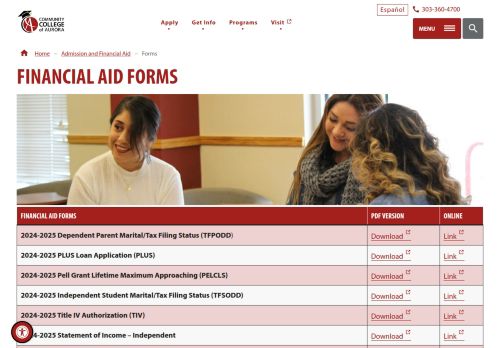 Español 303-360-4700
COMMUNITY
COLLEGE
of AURORA
Apply Get Info Programs Visit
MENU
Home – Admission and Financial Aid – Forms
FINANCIAL AID FORMS
FINANCIAL AID FORMS PDF VERSION ONLINE
2024-2025 Dependent Parent Marital/Tax Filing Status (TFPODD) Download Link
2024-2025 PLUS Loan Application (PLUS) Download Link
2024-2025 Pell Grant Lifetime Maximum Approaching (PELCLS) Download Link
2024-2025 Independent Student Marital/Tax Filing Status (TFSODD) Download Link
2024-2025 Title IV Authorization (TIV) Download Link
2024-2025 Statement of Income – Independent Download Link